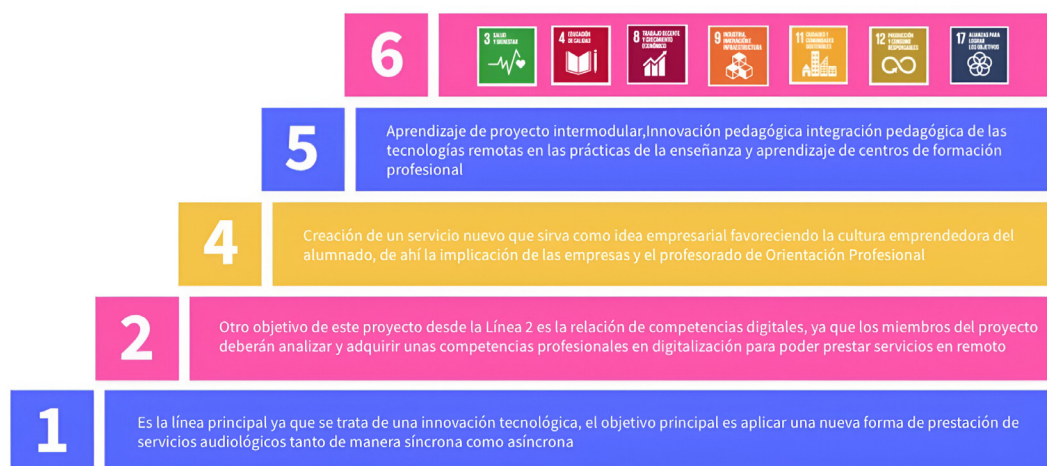 6
3 SALUD
Y BIENESTAR
4 EDUCACIÓN
DE CALIDAD
8 TRABAJO DECENTE
Y CRECIMIENTO
ECONÓMICO
9 INDUSTRIA,
INNOVACIÓN E
INFRAESTRUCTURA
11 CIUDADES Y
COMUNIDADES
SOSTENIBLES
12 PRODUCCIÓN
Y CONSUMO
RESPONSABLES
17 ALIANZAS PARA
LOGRAR
LOS OBJETIVOS
5
Aprendizaje de proyecto intermodular,Innovación pedagógica integración pedagógica de las
tecnologías remotas en las prácticas de la enseñanza y aprendizaje de centros de formación
profesional
4
Creación de un servicio nuevo que sirva como idea empresarial favoreciendo la cultura emprendedora del
alumnado, de ahí la implicación de las empresas y el profesorado de Orientación Profesional
2
Otro objetivo de este proyecto desde la Línea 2 es la relación de competencias digitales, ya que los miembros del proyecto
deberán analizar y adquirir unas competencias profesionales en digitalización para poder prestar servicios en remoto
1
Es la línea principal ya que se trata de una innovación tecnológica, el objetivo principal es aplicar una nueva forma de prestación de
servicios audiológicos tanto de manera síncrona como asíncrona